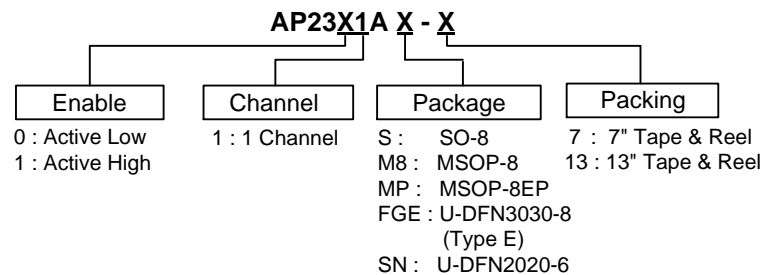 AP23X1A X - X
Enable
0 : Active Low
1 : Active High
Channel
1 : 1 Channel
Package
S : SO-8
M8 : MSOP-8
MP : MSOP-8EP
FGE : U-DFN3030-8
(Type E)
SN : U-DFN2020-6
Packing
7 : 7" Tape & Reel
13 : 13" Tape & Reel